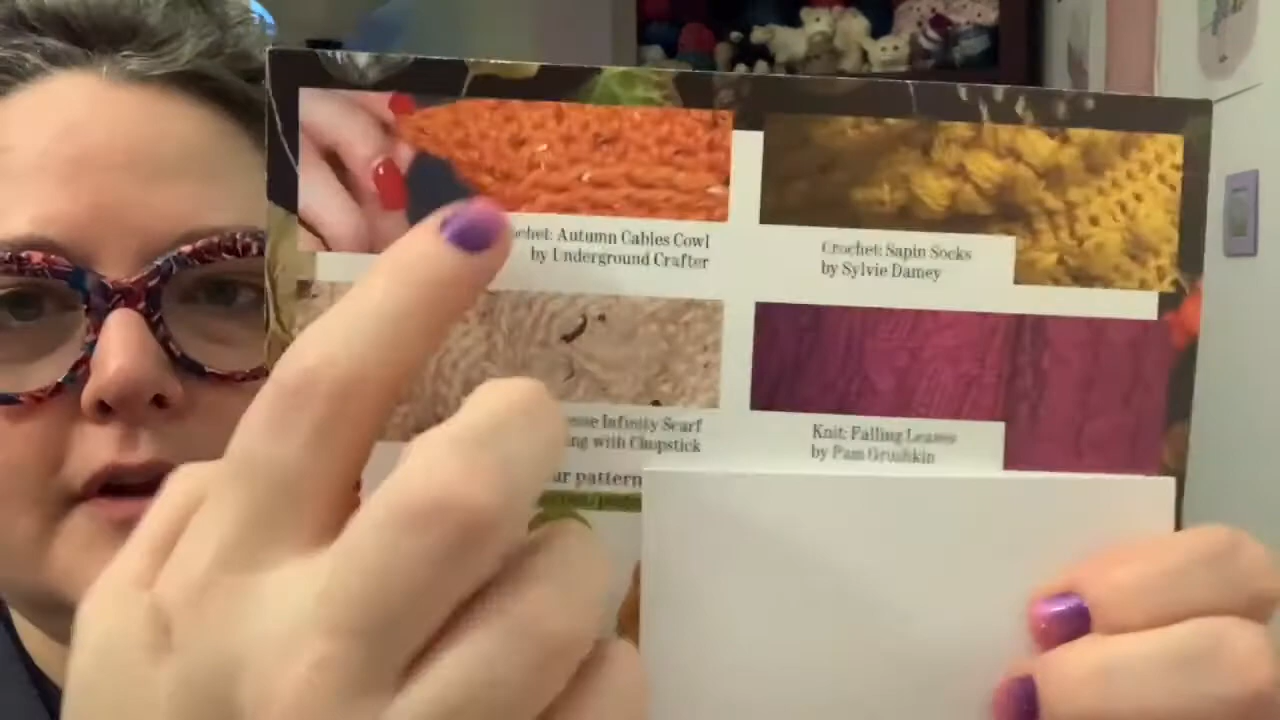 Autumn Cables Cowl
by Underground Crafter
Crochet: Sapin Socks
by Sylvie Damey
Infinity Scarf
with Chopstick
Knit: Falling Leaves
by Pam Grushkin
pattern